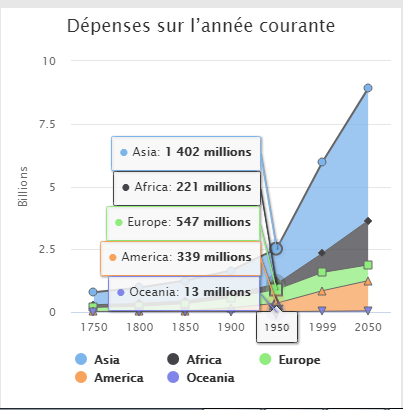 Dépenses sur l'année courante
10
7.5
5
2.5
0
Billions
Asia: 1 402 millions
Africa: 221 millions
Europe: 547 millions
America: 339 millions
Oceania: 13 millions
1750 1800 1850 1900 1950 1999 2050
Asia Africa Europe
America Oceania